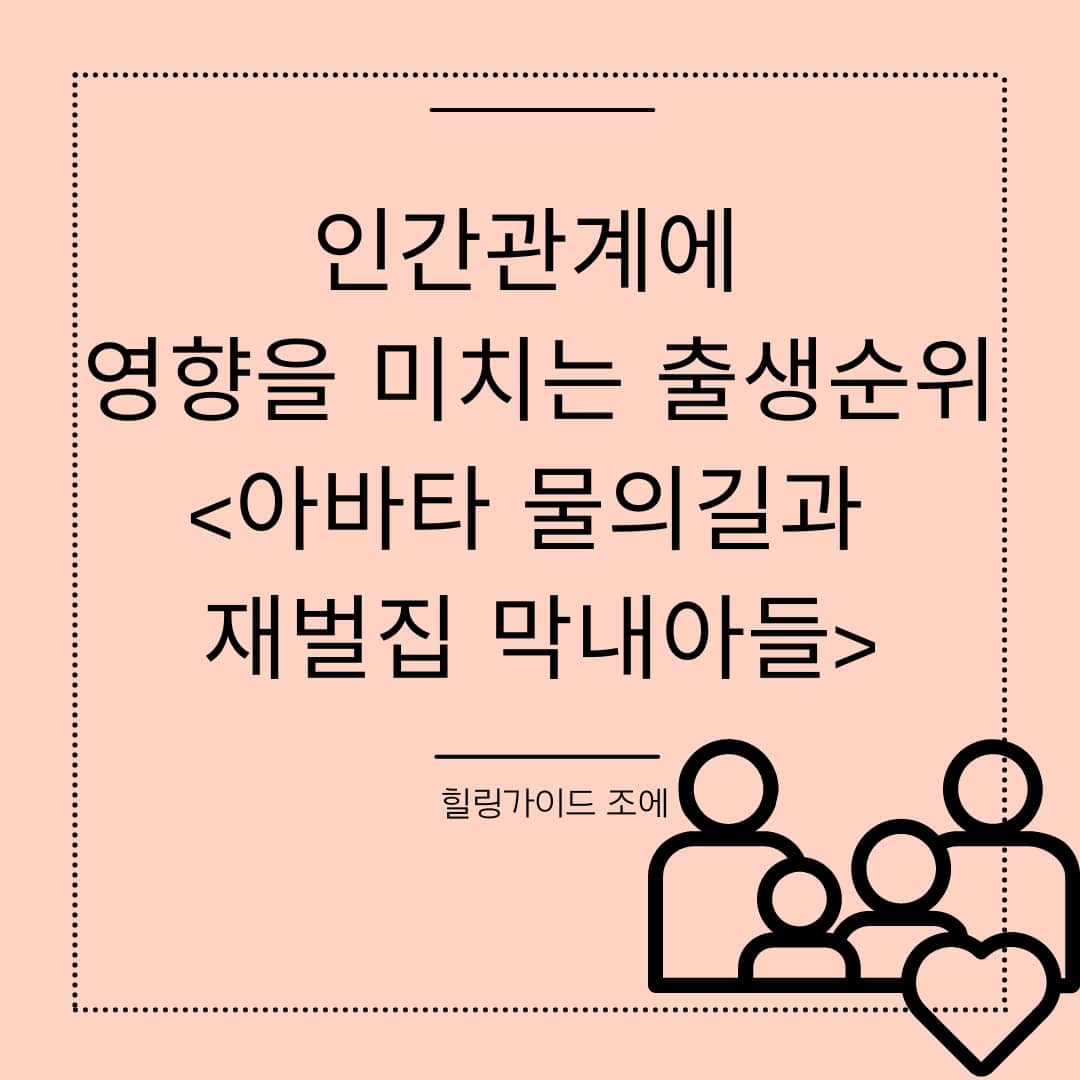 인간관계에
영향을 미치는 출생순위
<아바타 물의길과
재벌집 막내아들>
힐링가이드 조에